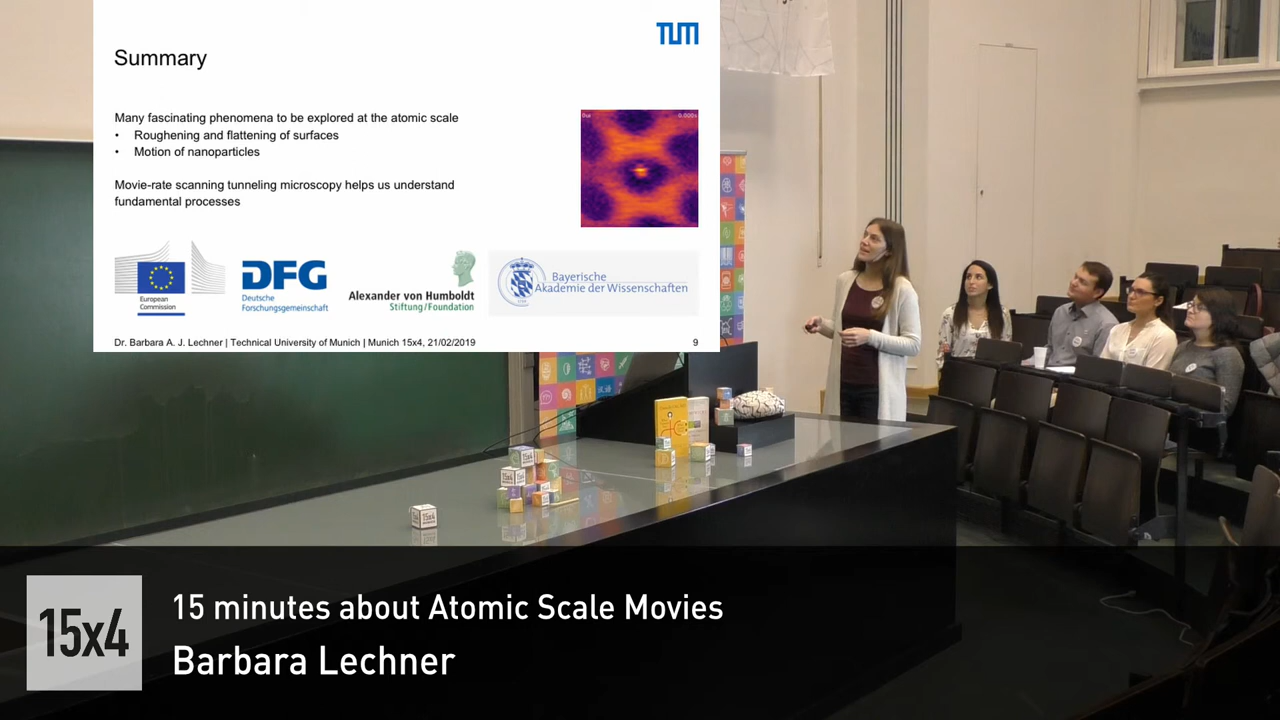 TUM
Summary
Many fascinating phenomena to be explored at the atomic scale
• Roughening and flattening of surfaces
• Motion of nanoparticles
Movie-rate scanning tunneling microscopy helps us understand
fundamental processes
European
Commission
DFG
Deutsche
Forschungsgemeinschaft
Alexander von Humboldt
Stiftung/Foundation
Bayerische
Akademie der Wissenschaften
Dr. Barbara A. J. Lechner | Technical University of Munich | Munich 15x4, 21/02/2019
9
15x4
15x4
15x4
15x4
15 minutes about Atomic Scale Movies
Barbara Lechner